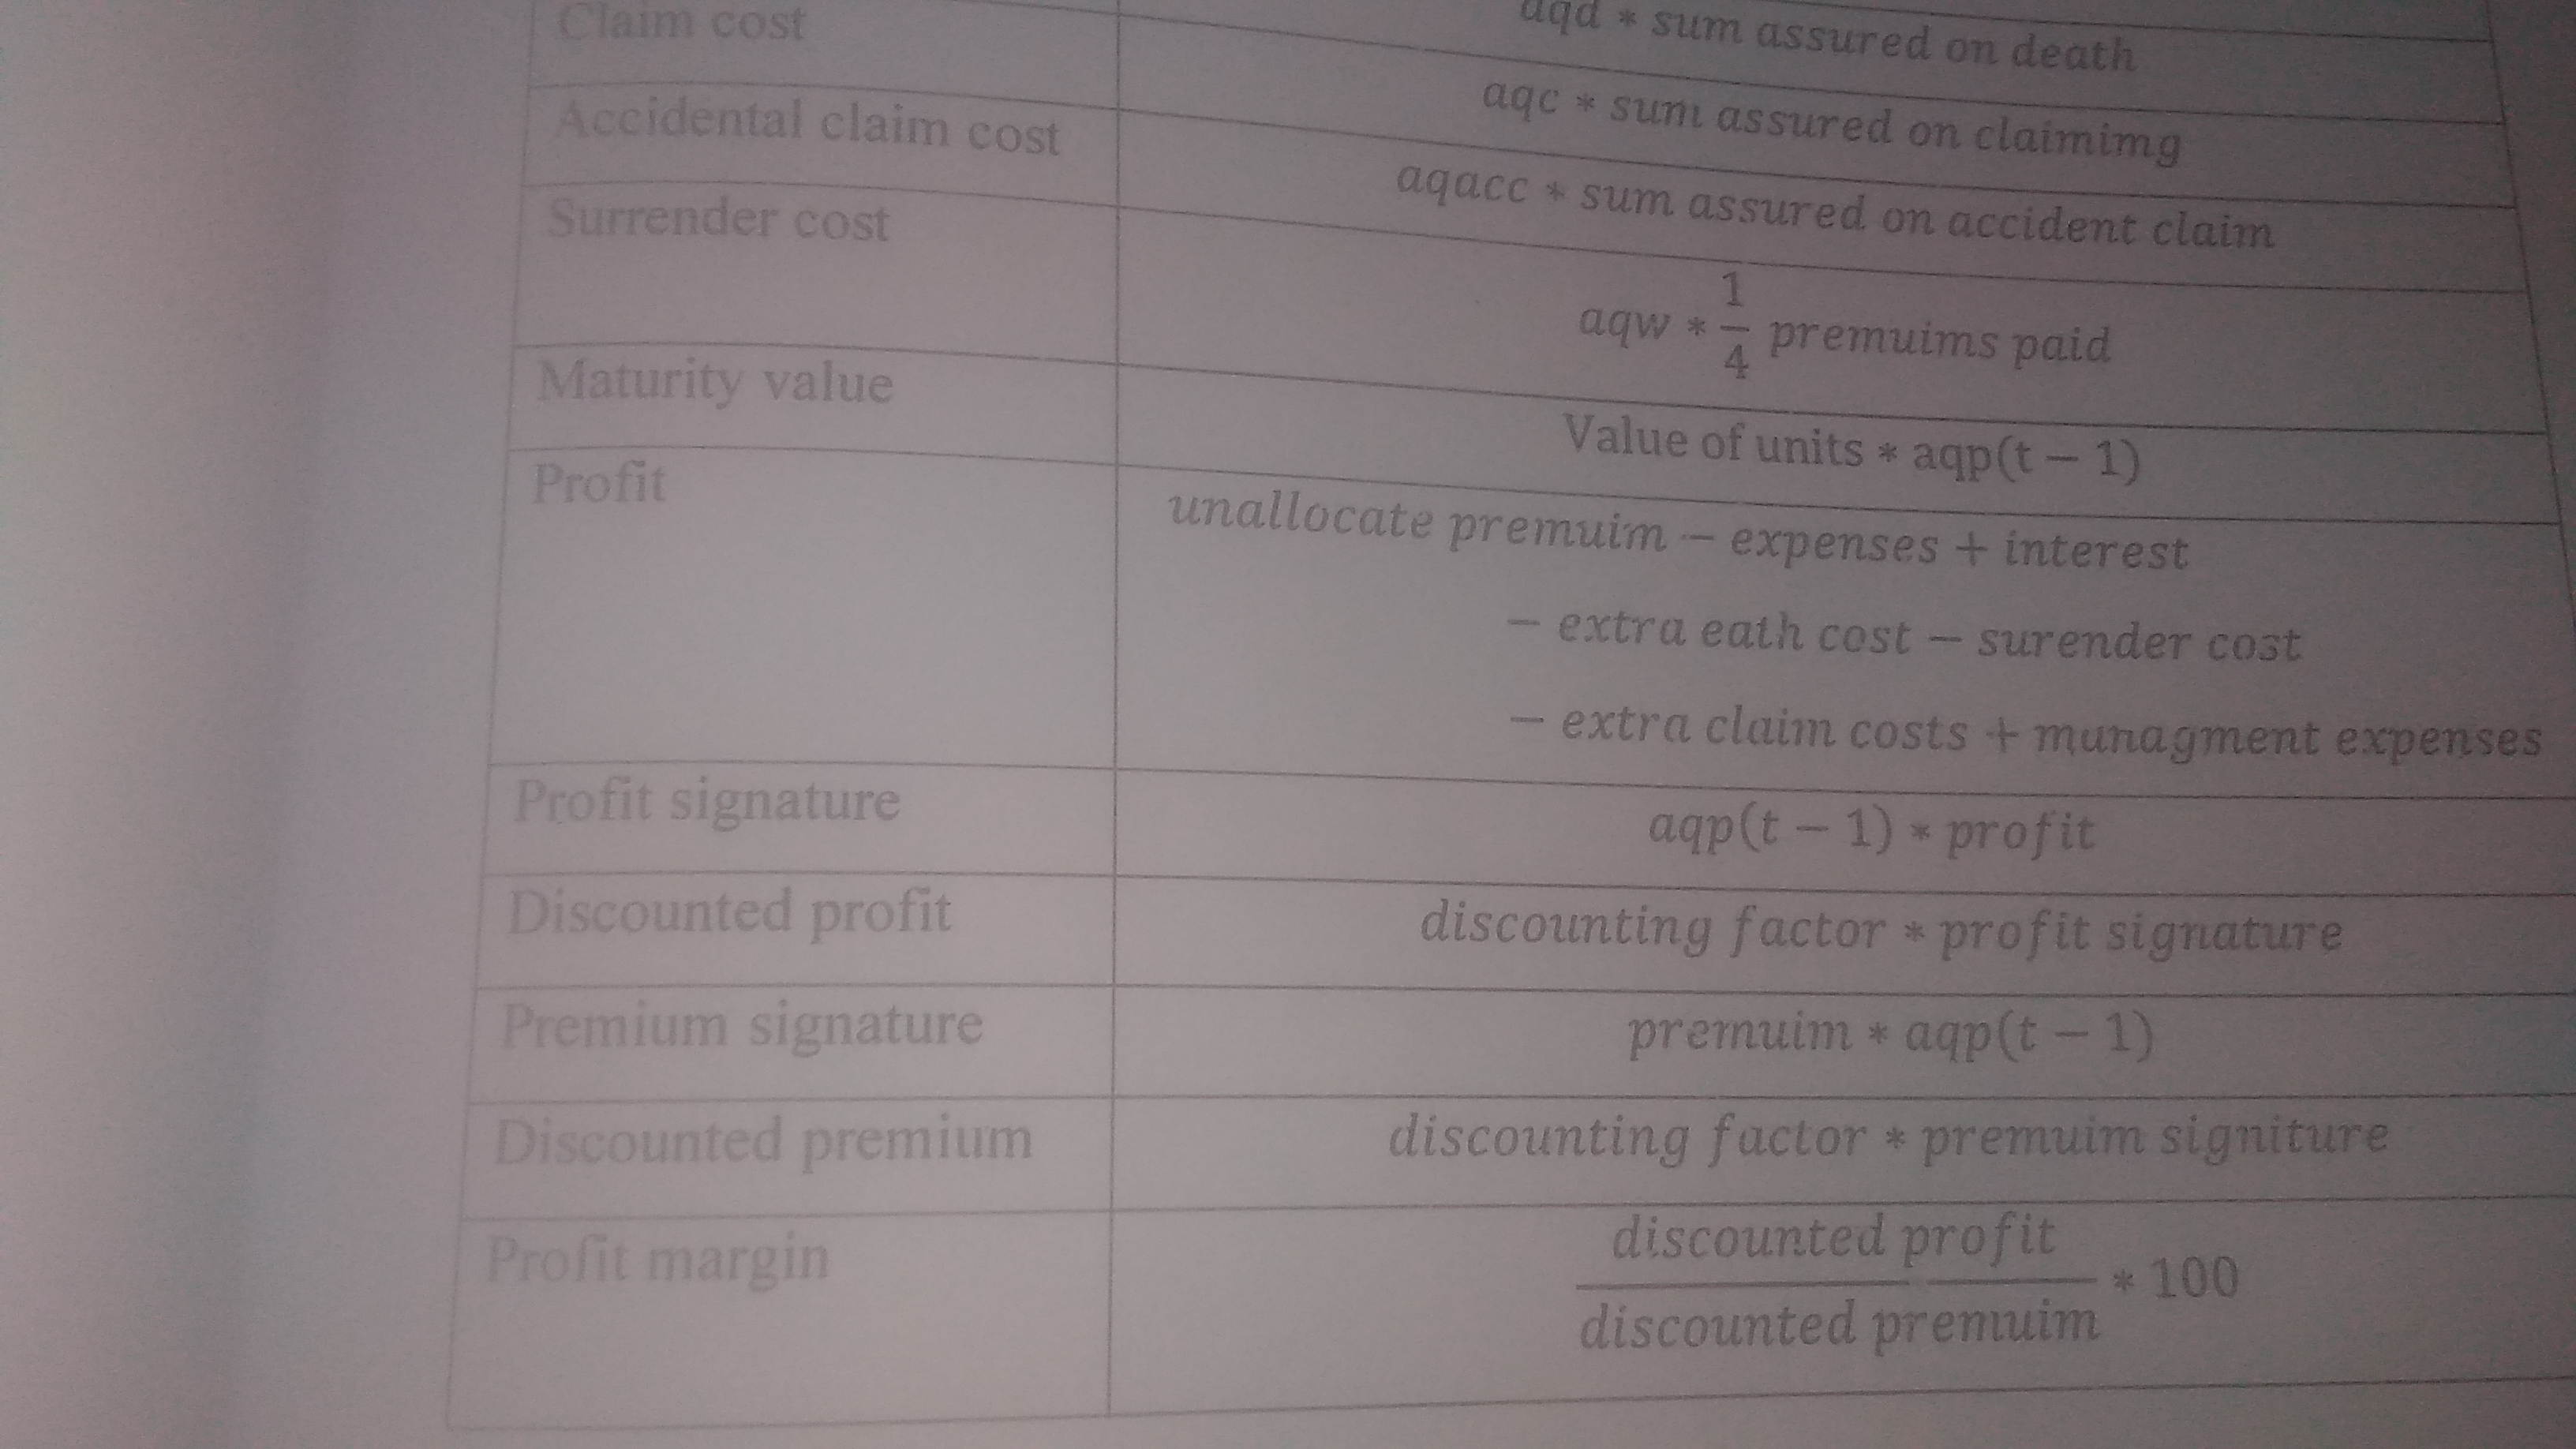 aqd * sum assured on death
Claim cost
aqc * sum assured on claimimg
Accidental claim cost
aqacc * sum assured on accident claim
Surrender cost
aqw * 1/4 premuims paid
Maturity value
Value of units * aqp(t − 1)
Profit
unallocate premuim − expenses + interest
− extra eath cost − surender cost
− extra claim costs + munagment expenses
Profit signature
aqp(t − 1) * profit
Discounted profit
discounting factor * profit signature
Premium signature
premuim * aqp(t − 1)
Discounted premium
discounting factor * premuim signiture
Profit margin
discounted profit
* 100
discounted premuim